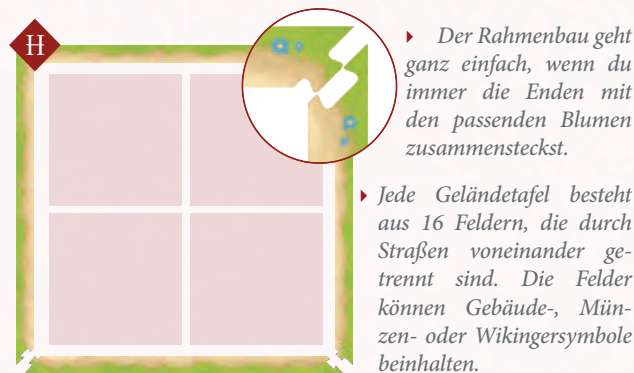 H
Der Rahmenbau geht
ganz einfach, wenn du
immer die Enden mit
den passenden Blumen
zusammensteckst.
Jede Geländetafel besteht
aus 16 Feldern, die durch
Straßen voneinander ge-
trennt sind. Die Felder
können Gebäude-, Mün-
zen- oder Wikingersymbole
beinhalten.